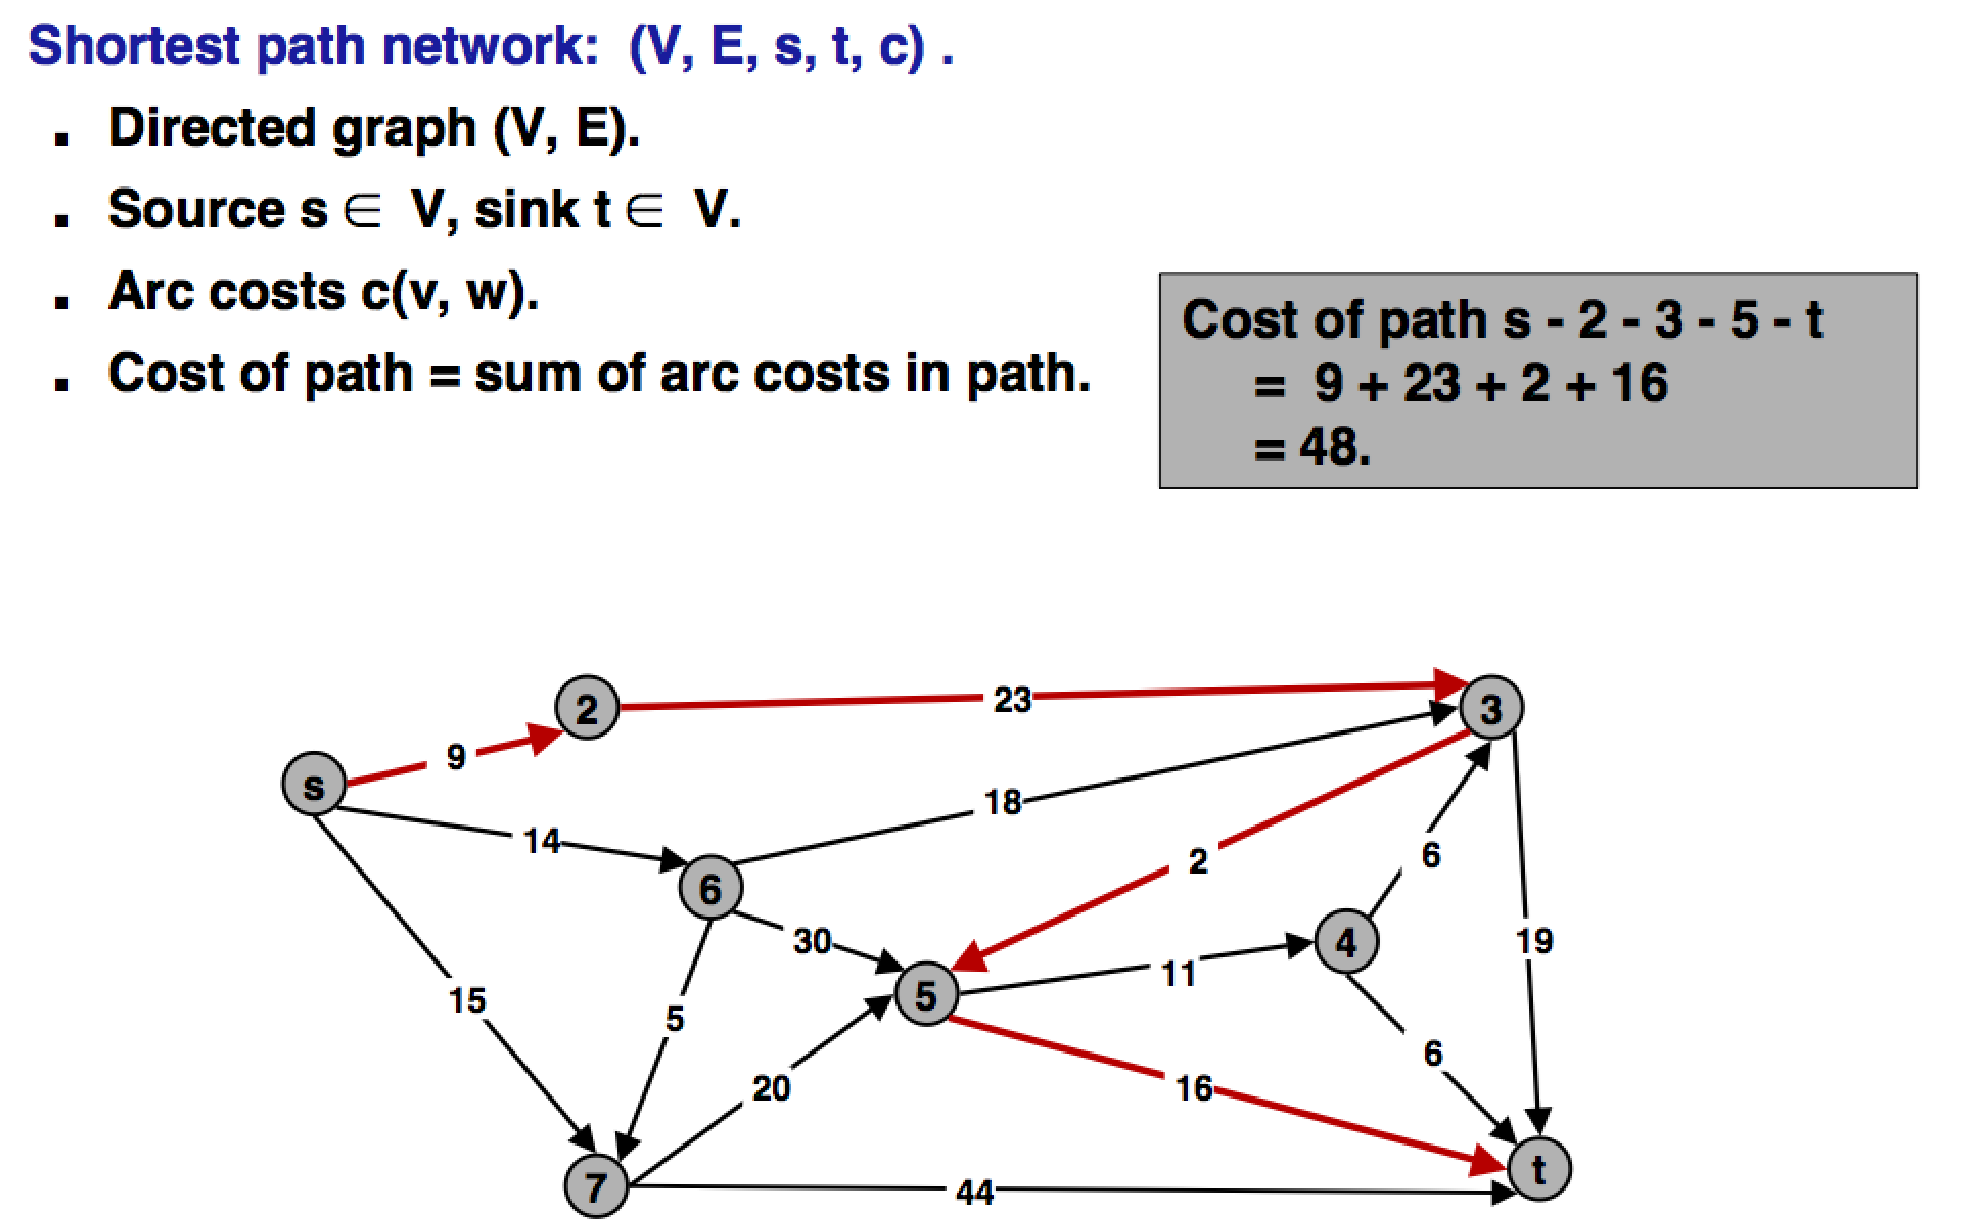 Shortest path network: (V, E, s, t, c) .
▪ Directed graph (V, E).
▪ Source s ∈ V, sink t ∈ V.
▪ Arc costs c(v, w).
▪ Cost of path = sum of arc costs in path.
Cost of path s - 2 - 3 - 5 - t
= 9 + 23 + 2 + 16
= 48.
2
23
3
9
s
18
14
2
6
6
30
4
19
11
5
15
5
6
20
16
7
44
t